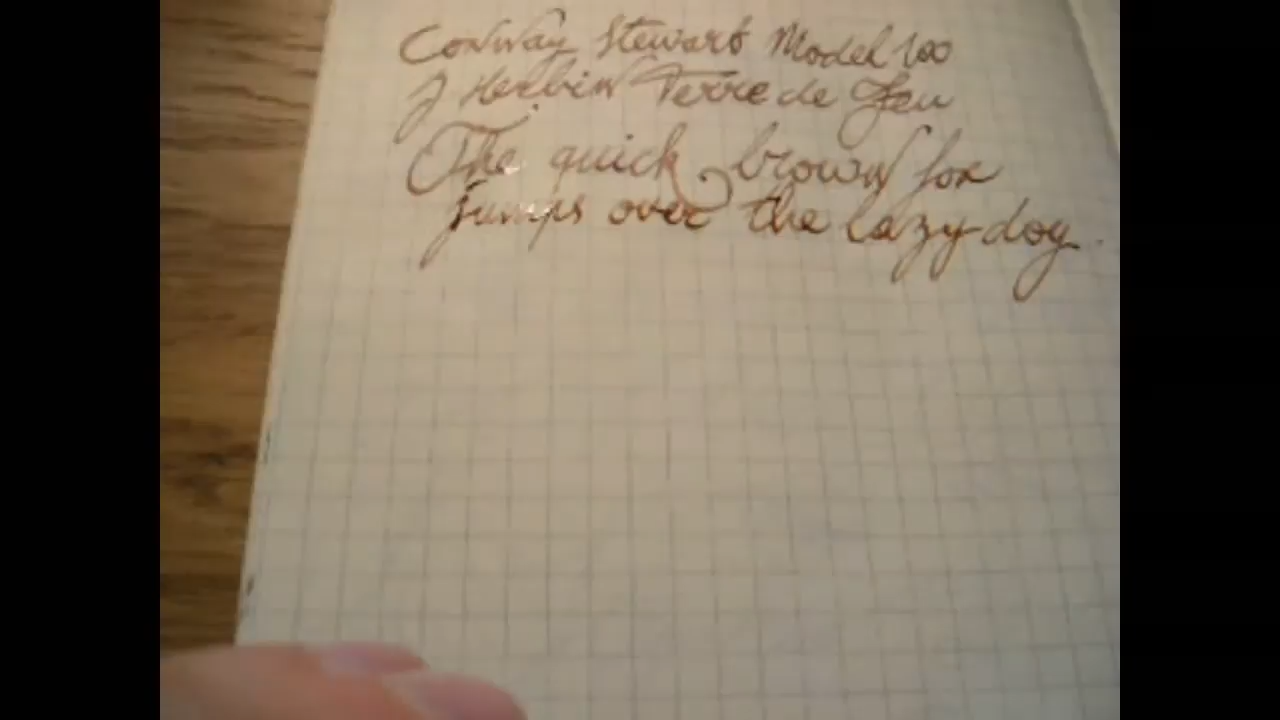 Conway Stewart Model 100
J Herbin Terre de Feu
The quick brown fox
jumps over the lazy dog.